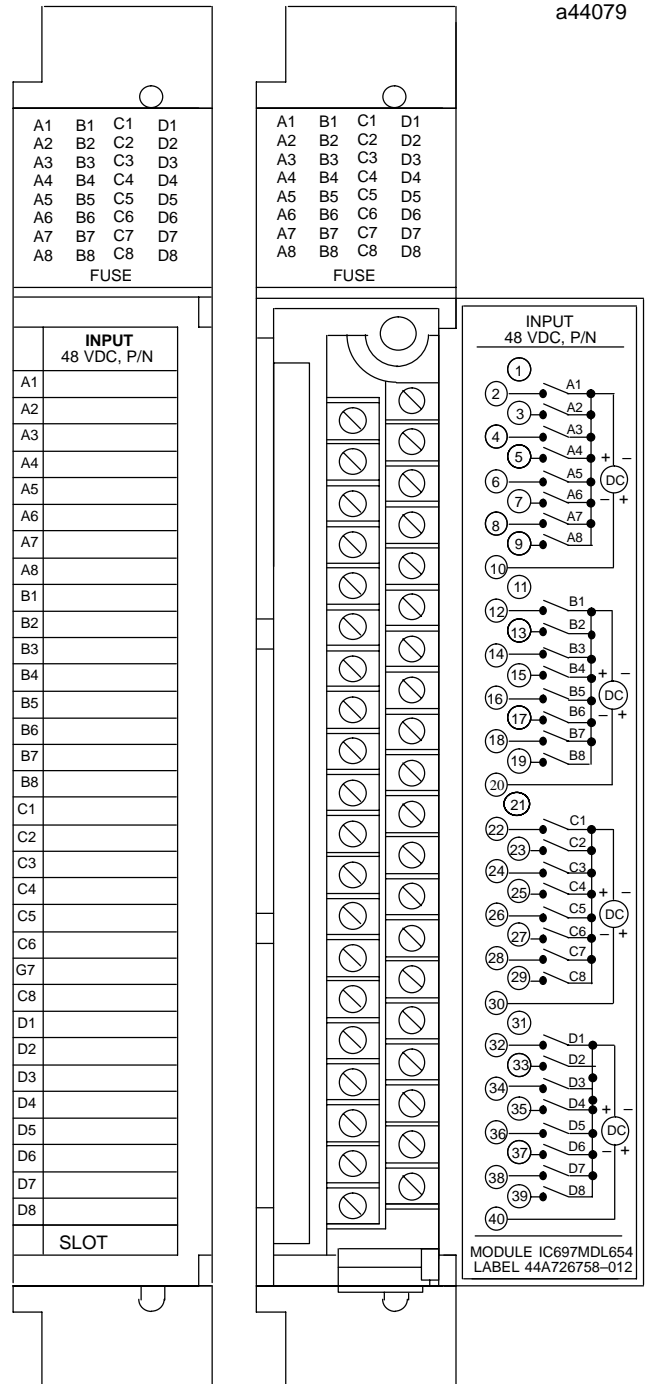 a44079
A1 B1 C1 D1
A2 B2 C2 D2
A3 B3 C3 D3
A4 B4 C4 D4
A5 B5 C5 D5
A6 B6 C6 D6
A7 B7 C7 D7
A8 B8 C8 D8
FUSE
INPUT
48 VDC, P/N
A1
A2
A3
A4
A5
A6
A7
A8
B1
B2
B3
B4
B5
B6
B7
B8
C1
C2
C3
C4
C5
C6
G7
C8
D1
D2
D3
D4
D5
D6
D7
D8
SLOT
A1 B1 C1 D1
A2 B2 C2 D2
A3 B3 C3 D3
A4 B4 C4 D4
A5 B5 C5 D5
A6 B6 C6 D6
A7 B7 C7 D7
A8 B8 C8 D8
FUSE
INPUT
48 VDC, P/N
1
2 A1
3 A2
4 A3
5 A4 + –
6 A5 DC
7 A6 – +
8 A7
9 A8
10
11
12 B1
13 B2
14 B3
15 B4 + –
16 B5 DC
17 B6 – +
18 B7
19 B8
20
21
22 C1
23 C2
24 C3
25 C4 + –
26 C5 DC
27 C6 – +
28 C7
29 C8
30
31
32 D1
33 D2
34 D3
35 D4 + –
36 D5 DC
37 D6 – +
38 D7
39 D8
40
MODULE IC697MDL654
LABEL 44A726758–012